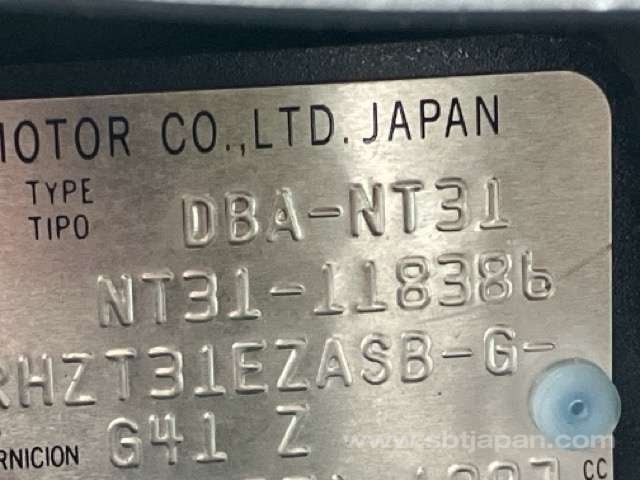 MOTOR CO.,LTD. JAPAN
TYPE
TIPO
DBA-NT31
NT31-118386
RHZT31EZASB-G-
RNICION G41 Z
www.sbtjapan.com
CC